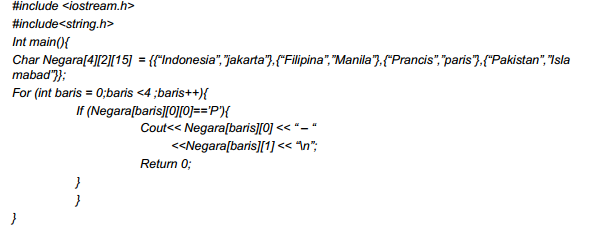 #include <iostream.h>
#include<string.h>
Int main(){
Char Negara[4][2][15]  = {{“Indonesia”,”jakarta”},{“Filipina”,”Manila”},{“Prancis”,”paris”},{“Pakistan”,”Isla
mabad”}};
For (int baris = 0;baris <4 ;baris++){
If (Negara[baris][0][0]==’P’){
Cout<< Negara[baris][0] << “ – “
<<Negara[baris][1] << “\n”;
Return 0;
}
}
}